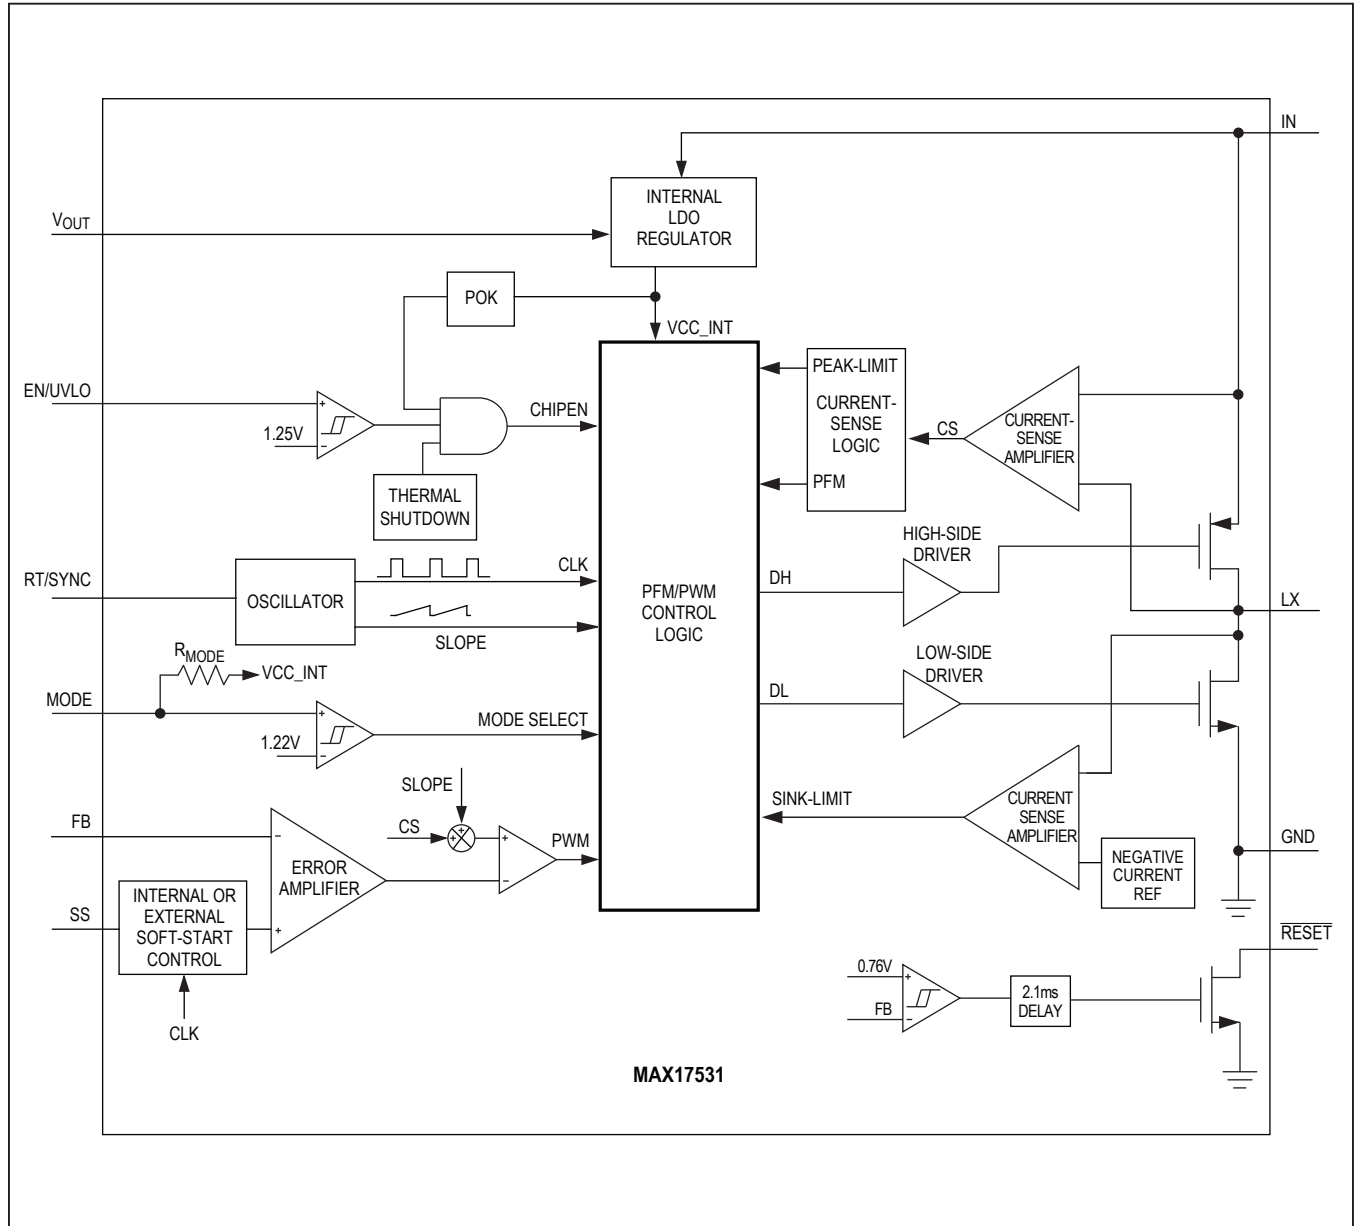 IN
INTERNAL
LDO
REGULATOR
VOUT
POK
VCC_INT
EN/UVLO
+
1.25V
−
CHIPEN
THERMAL
SHUTDOWN
PEAK-LIMIT
CURRENT-
SENSE
LOGIC
PFM
CS
CURRENT-
SENSE
AMPLIFIER
HIGH-SIDE
DRIVER
RT/SYNC
OSCILLATOR
CLK
SLOPE
PFM/PWM
CONTROL
LOGIC
DH
LX
RMODE
VCC_INT
MODE
+
1.22V
−
MODE SELECT
LOW-SIDE
DRIVER
DL
SLOPE
CS
+
+
+
−
PWM
FB
−
ERROR
AMPLIFIER
SS
INTERNAL OR
EXTERNAL
SOFT-START
CONTROL
+
CLK
SINK-LIMIT
CURRENT
SENSE
AMPLIFIER
NEGATIVE
CURRENT
REF
GND
RESET
0.76V
+
FB
−
2.1ms
DELAY
MAX17531